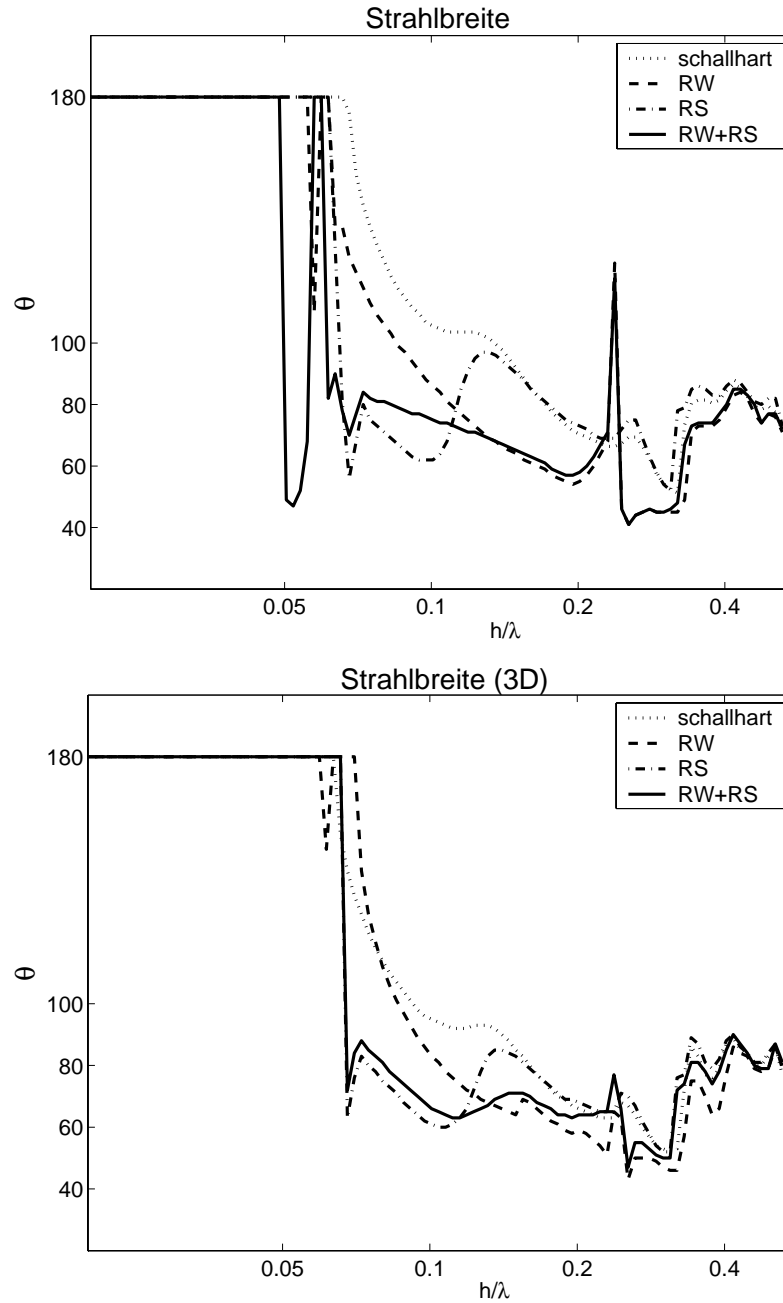 Strahlbreite
schallhart
RW
RS
RW+RS
180
100
80
60
40
θ
0.05 0.1 0.2 0.4
h/λ
Strahlbreite (3D)
schallhart
RW
RS
RW+RS
180
100
80
60
40
θ
0.05 0.1 0.2 0.4
h/λ